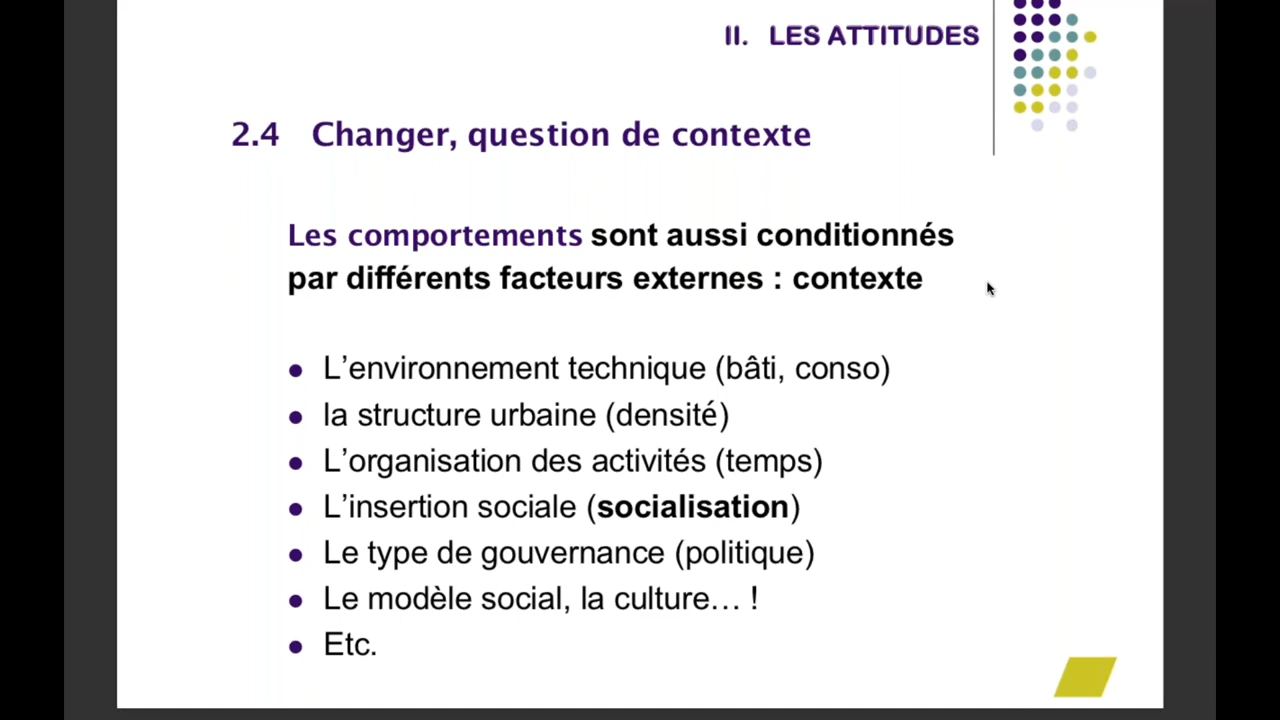 II. LES ATTITUDES
2.4 Changer, question de contexte
Les comportements sont aussi conditionnés
par différents facteurs externes : contexte
● L’environnement technique (bâti, conso)
● la structure urbaine (densité)
● L’organisation des activités (temps)
● L’insertion sociale (socialisation)
● Le type de gouvernance (politique)
● Le modèle social, la culture… !
● Etc.